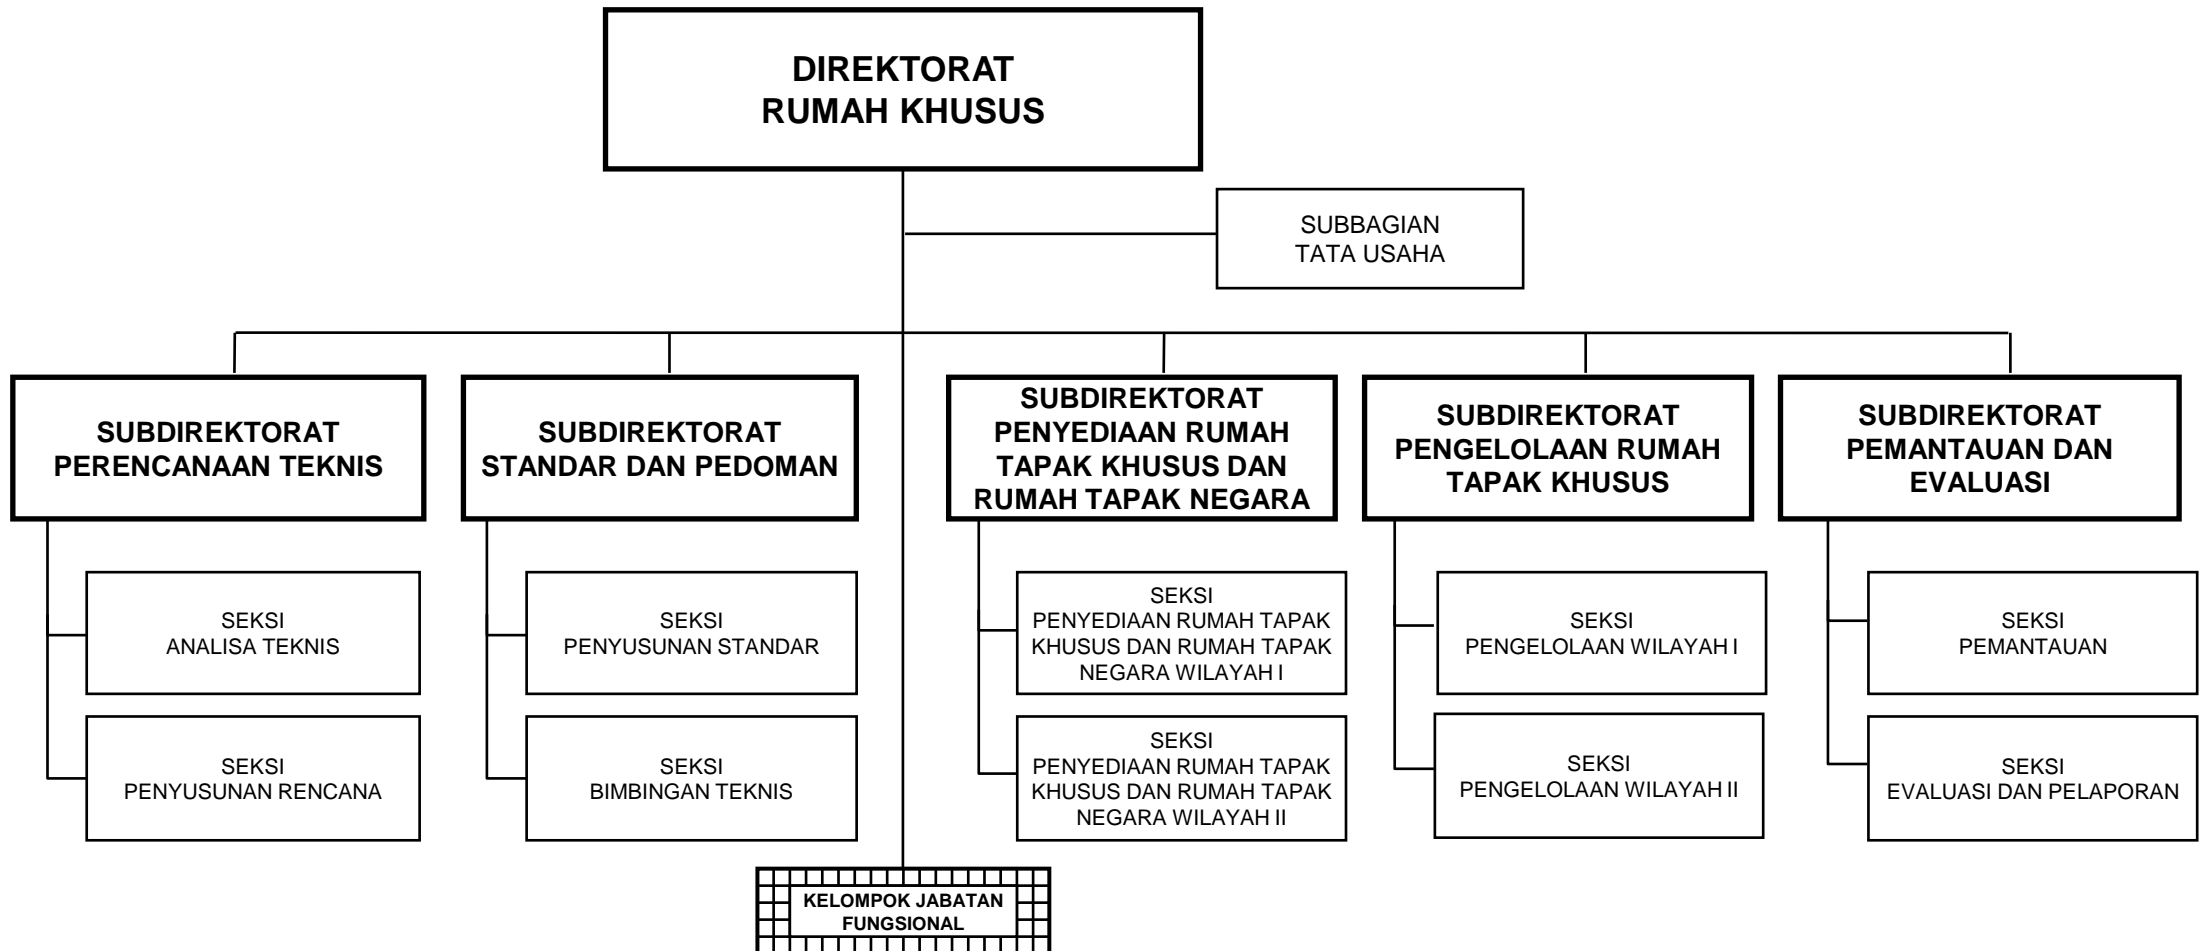 DIREKTORAT
RUMAH KHUSUS
SUBBAGIAN
TATA USAHA
SUBDIREKTORAT
PERENCANAAN TEKNIS
SUBDIREKTORAT
STANDAR DAN PEDOMAN
SUBDIREKTORAT
PENYEDIAAN RUMAH
TAPAK KHUSUS DAN
RUMAH TAPAK NEGARA
SUBDIREKTORAT
PENGELOLAAN RUMAH
TAPAK KHUSUS
SUBDIREKTORAT
PEMANTAUAN DAN
EVALUASI
SEKSI
ANALISA TEKNIS
SEKSI
PENYUSUNAN STANDAR
SEKSI
PENYEDIAAN RUMAH TAPAK
KHUSUS DAN RUMAH TAPAK
NEGARA WILAYAH I
SEKSI
PENGELOLAAN WILAYAH I
SEKSI
PEMANTAUAN
SEKSI
PENYUSUNAN RENCANA
SEKSI
BIMBINGAN TEKNIS
SEKSI
PENYEDIAAN RUMAH TAPAK
KHUSUS DAN RUMAH TAPAK
NEGARA WILAYAH II
SEKSI
PENGELOLAAN WILAYAH II
SEKSI
EVALUASI DAN PELAPORAN
KELOMPOK JABATAN
FUNGSIONAL